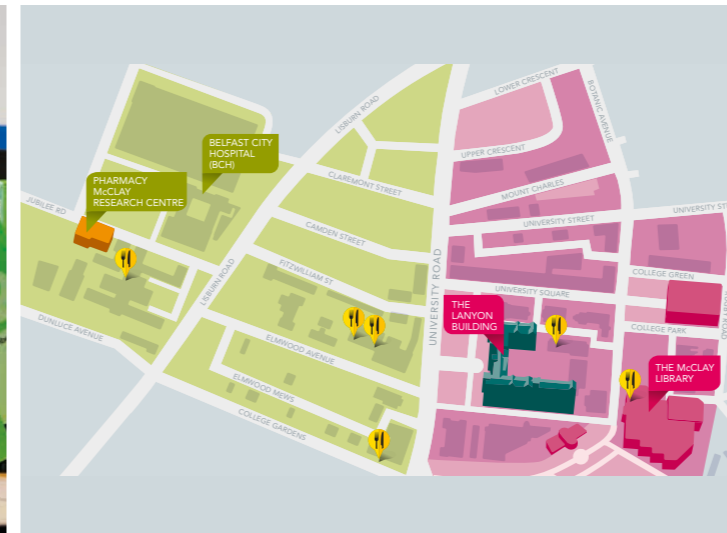 LOWER CRESCENT
BOTANIC AVENUE
LISBURN ROAD
UPPER CRESCENT
BELFAST CITY
HOSPITAL
(BCH)
CLAREMONT STREET
MOUNT CHARLES
PHARMACY
McCLAY
RESEARCH CENTRE
JUBILEE RD
UNIVERSITY STREET
CAMDEN STREET
UNIVERSITY ROAD
FITZWILLIAM ST.
LISBURN ROAD
COLLEGE GREEN
UNIVERSITY SQUARE
THE
LANYON
BUILDING
DUNLUCE AVENUE
COLLEGE PARK
ELMWOOD AVENUE
THE McCLAY
LIBRARY
ELMWOOD MEWS
COLLEGE GARDENS